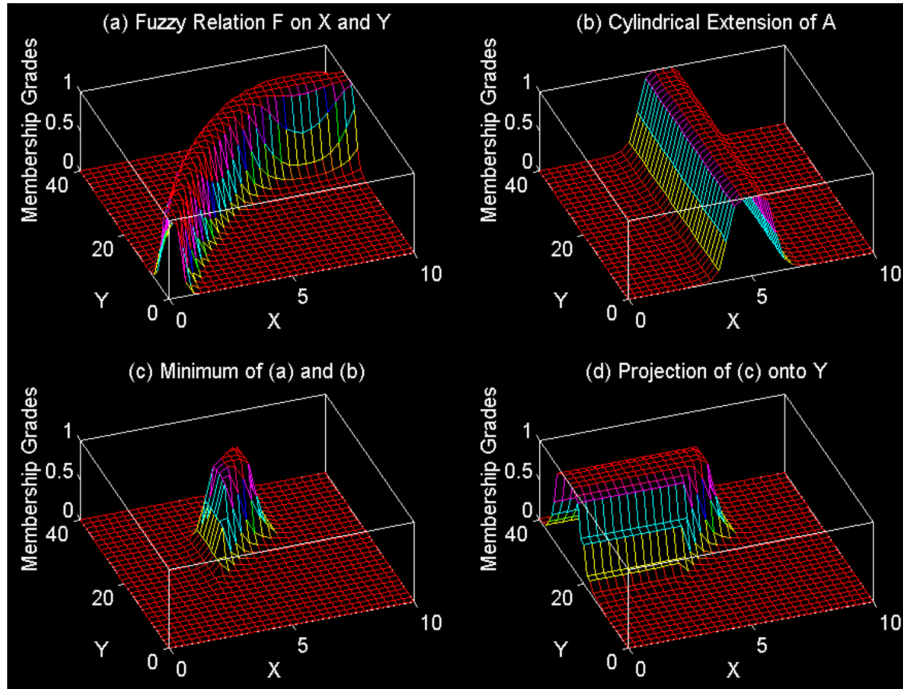 (a) Fuzzy Relation F on X and Y
Membership Grades
1
0.5
0
40
20
0
Y
0
5
10
X
(b) Cylindrical Extension of A
Membership Grades
1
0.5
0
40
20
0
Y
0
5
10
X
(c) Minimum of (a) and (b)
Membership Grades
1
0.5
0
40
20
0
Y
0
5
10
X
(d) Projection of (c) onto Y
Membership Grades
1
0.5
0
40
20
0
Y
0
5
10
X